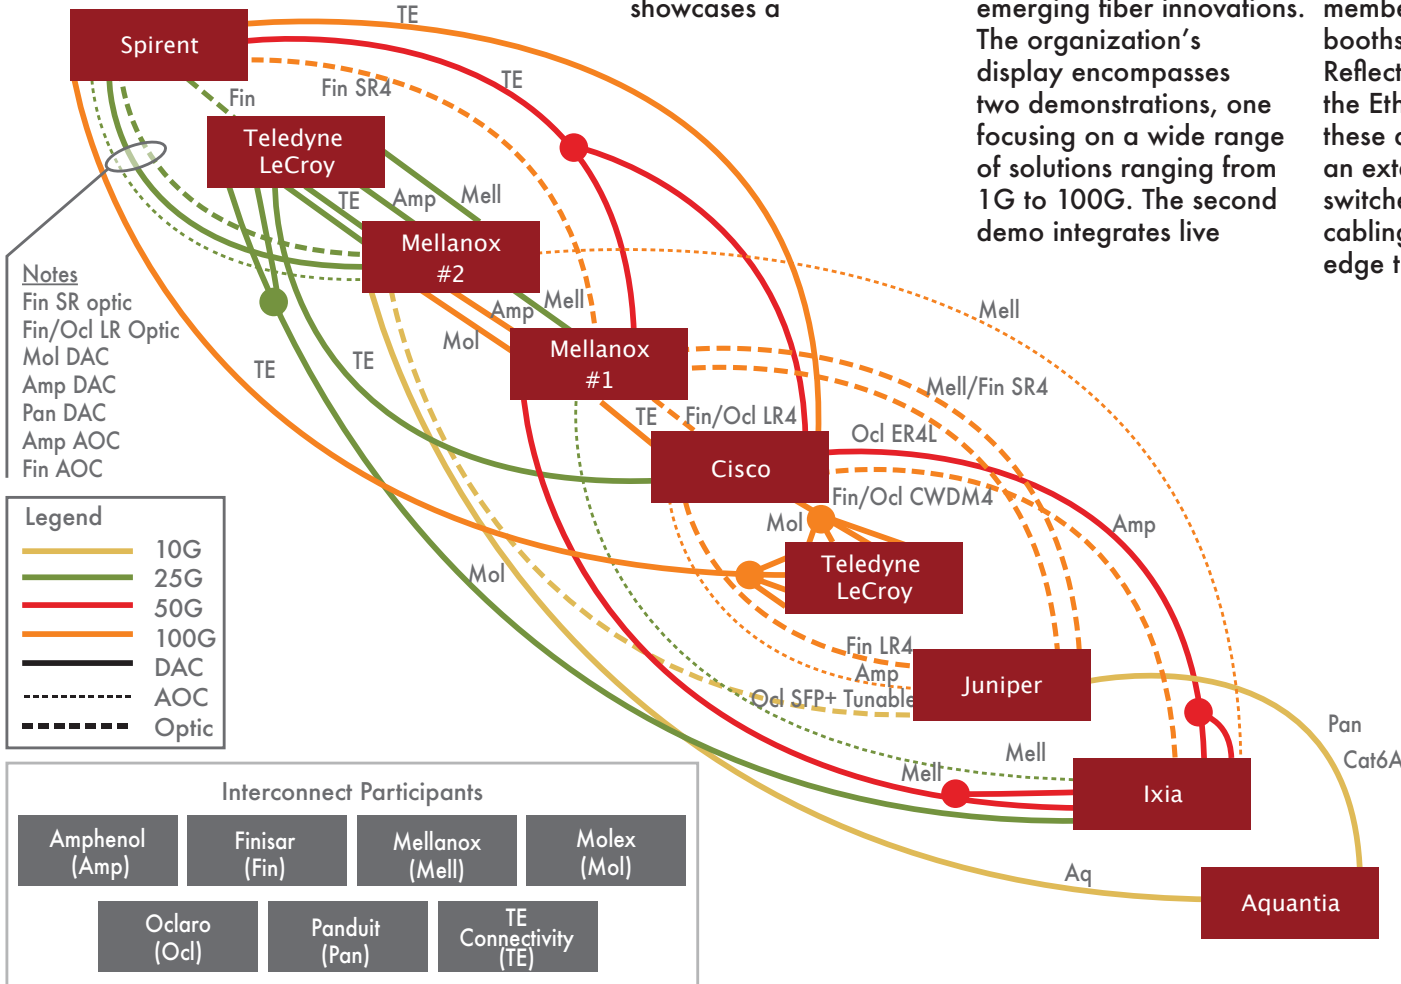 showcases a
emerging fiber innovations.
The organization's
display encompasses
two demonstrations, one
focusing on a wide range
of solutions ranging from
1G to 100G. The second
demo integrates live
booths
Reflect
the Eth
these
switche
cabling
edge t
TE
Spirent
TE
Fin SR4
Fin
Teledyne
LeCroy
TE
Amp
Mell
Mellanox
#2
Notes
Fin SR optic
Fin/Ocl LR Optic
Mol DAC
Amp DAC
Pan DAC
Amp AOC
Fin AOC
Amp
Mell
Mol
Mell
Mellanox
#1
TE
TE
Mell/Fin SR4
TE
Fin/Ocl LR4
Ocl ER4L
Cisco
Fin/Ocl CWDM4
Mol
Amp
Teledyne
LeCroy
Mol
Fin LR4
Amp
Ocl SFP+ Tunable
Juniper
Pan
Cat6A
Mell
Mell
Ixia
Aq
Aquantia
Legend
10G
25G
50G
100G
DAC
AOC
Optic
Interconnect Participants
Amphenol
(Amp)
Finisar
(Fin)
Mellanox
(Mell)
Molex
(Mol)
Oclaro
(Ocl)
Panduit
(Pan)
TE
Connectivity
(TE)